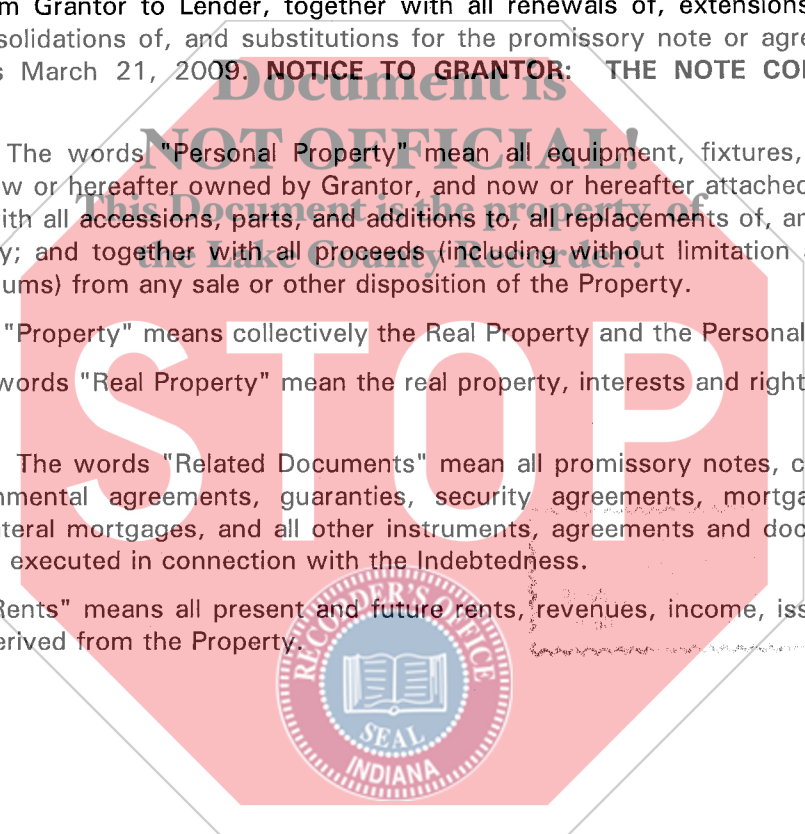 m Grantor to Lender, together with all renewals of, extensions
solidations of, and substitutions for the promissory note or agre
s March 21, 2009. NOTICE TO GRANTOR: THE NOTE CO
Document is
NOT OFFICIAL!
The words "Personal Property" mean all equipment, fixtures,
w or hereafter owned by Grantor, and now or hereafter attached
This Document is the property of
ith all accessions, parts, and additions to, all replacements of, an
the Lake County Recorder!
y; and together with all proceeds (including without limitation
ums) from any sale or other disposition of the Property.
"Property" means collectively the Real Property and the Personal
words "Real Property" mean the real property, interests and right
STOP
The words "Related Documents" mean all promissory notes, c
nmental agreements, guaranties, security agreements, mortga
teral mortgages, and all other instruments, agreements and doc
executed in connection with the Indebtedness.
Rents" means all present and future rents, revenues, income, iss
erived from the Property.
RECORDER'S OFFICE
SEAL
INDIANA